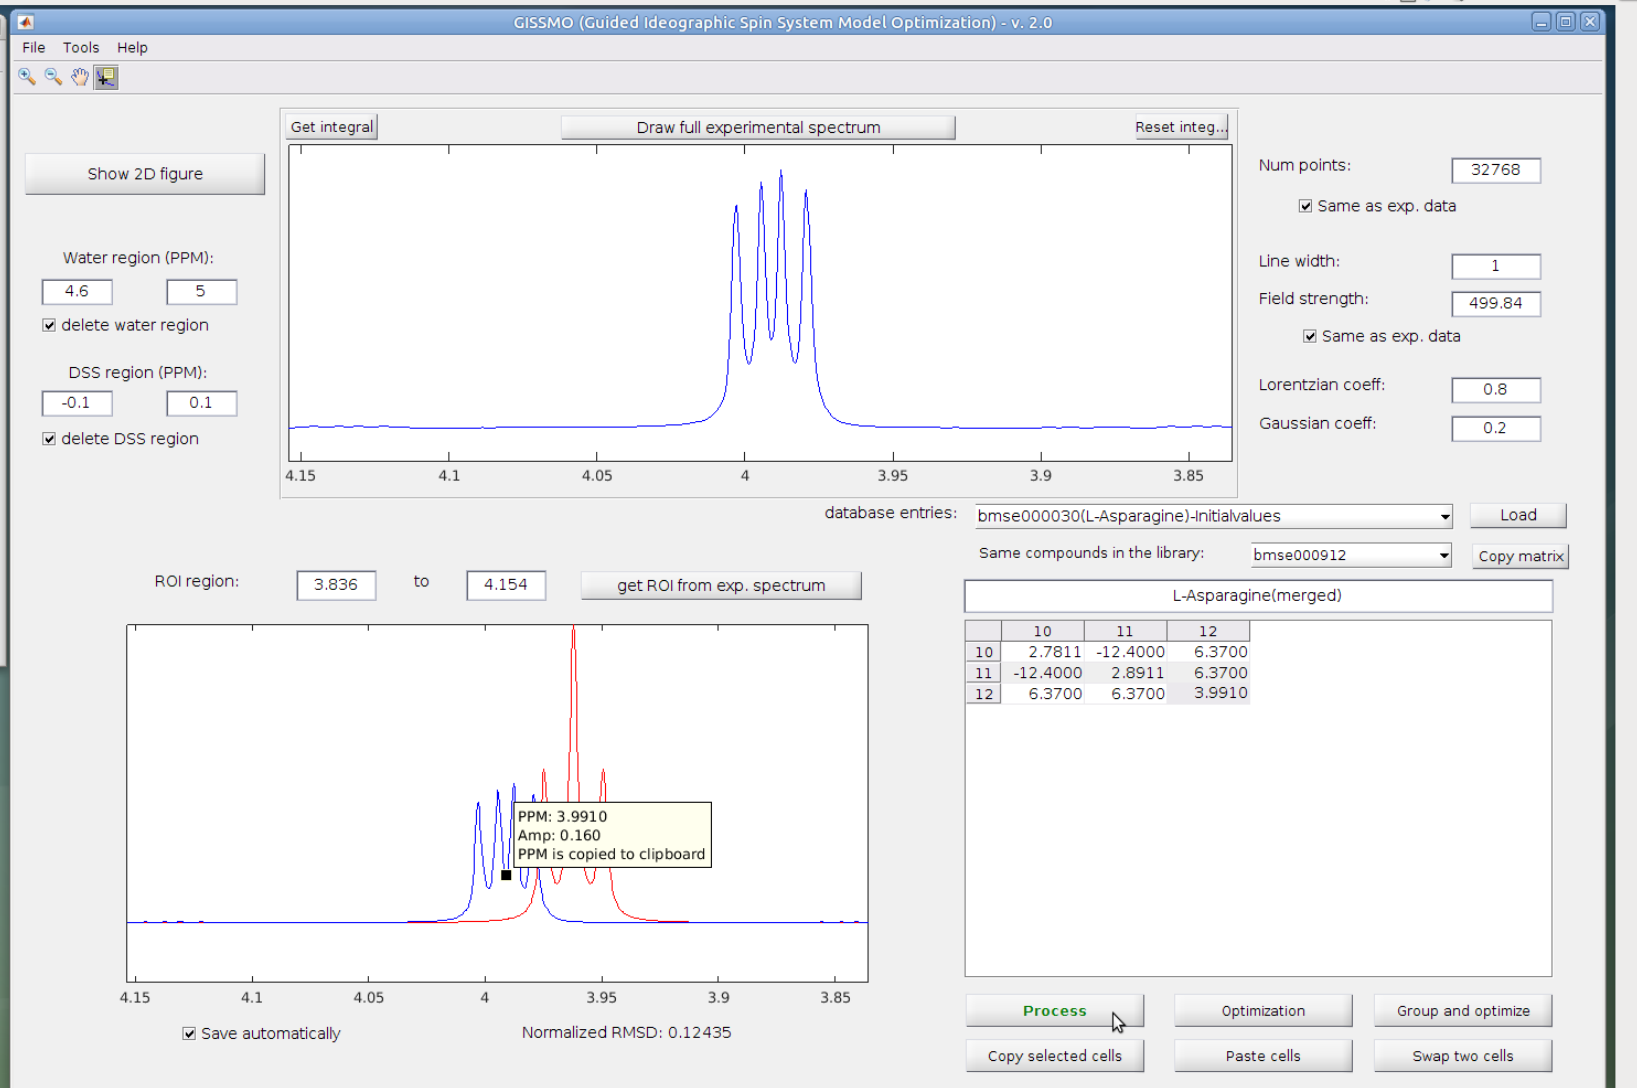 GISSMO (Guided Ideographic Spin System Model Optimization) - v. 2.0
File Tools Help
Get integral
Draw full experimental spectrum
Reset integ...
Show 2D figure
Water region (PPM):
4.6 5
delete water region
DSS region (PPM):
-0.1 0.1
delete DSS region
4.15 4.1 4.05 4 3.95 3.9 3.85
Num points: 32768
Same as exp. data
Line width: 1
Field strength: 499.84
Same as exp. data
Lorentzian coeff: 0.8
Gaussian coeff: 0.2
database entries: bmse000030(L-Asparagine)-Initialvalues Load
Same compounds in the library: bmse000912 Copy matrix
ROI region: 3.836 to 4.154 get ROI from exp. spectrum
L-Asparagine(merged)
10 11 12
10 2.7811 -12.4000 6.3700
11 -12.4000 2.8911 6.3700
12 6.3700 6.3700 3.9910
PPM: 3.9910
Amp: 0.160
PPM is copied to clipboard
4.15 4.1 4.05 4 3.95 3.9 3.85
Save automatically
Normalized RMSD: 0.12435
Process Optimization Group and optimize
Copy selected cells Paste cells Swap two cells